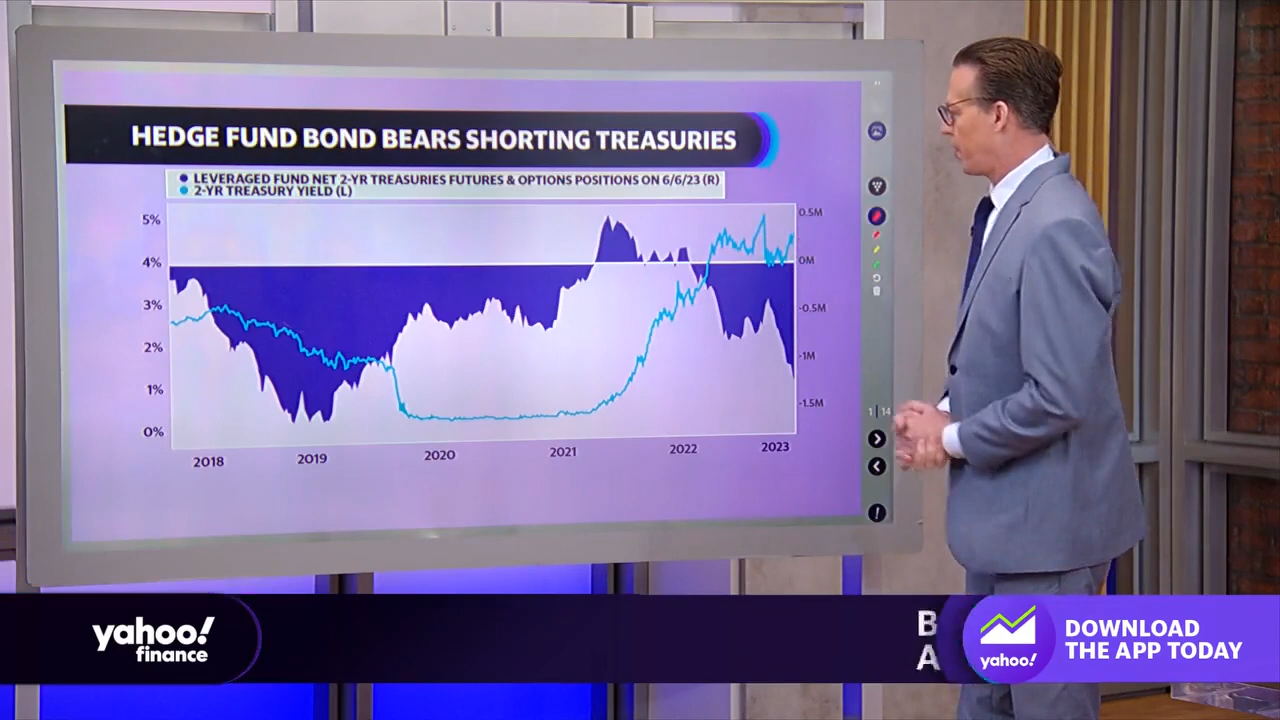 HEDGE FUND BOND BEARS SHORTING TREASURIES
LEVERAGED FUND NET 2-YR TREASURIES FUTURES & OPTIONS POSITIONS ON 6/6/23 (R)
2-YR TREASURY YIELD (L)
5%
4%
3%
2%
1%
0%
0.5M
0M
-0.5M
-1M
-1.5M
2018
2019
2020
2021
2022
2023
1 | 14
yahoo!
finance
B
A
yahoo!
DOWNLOAD
THE APP TODAY